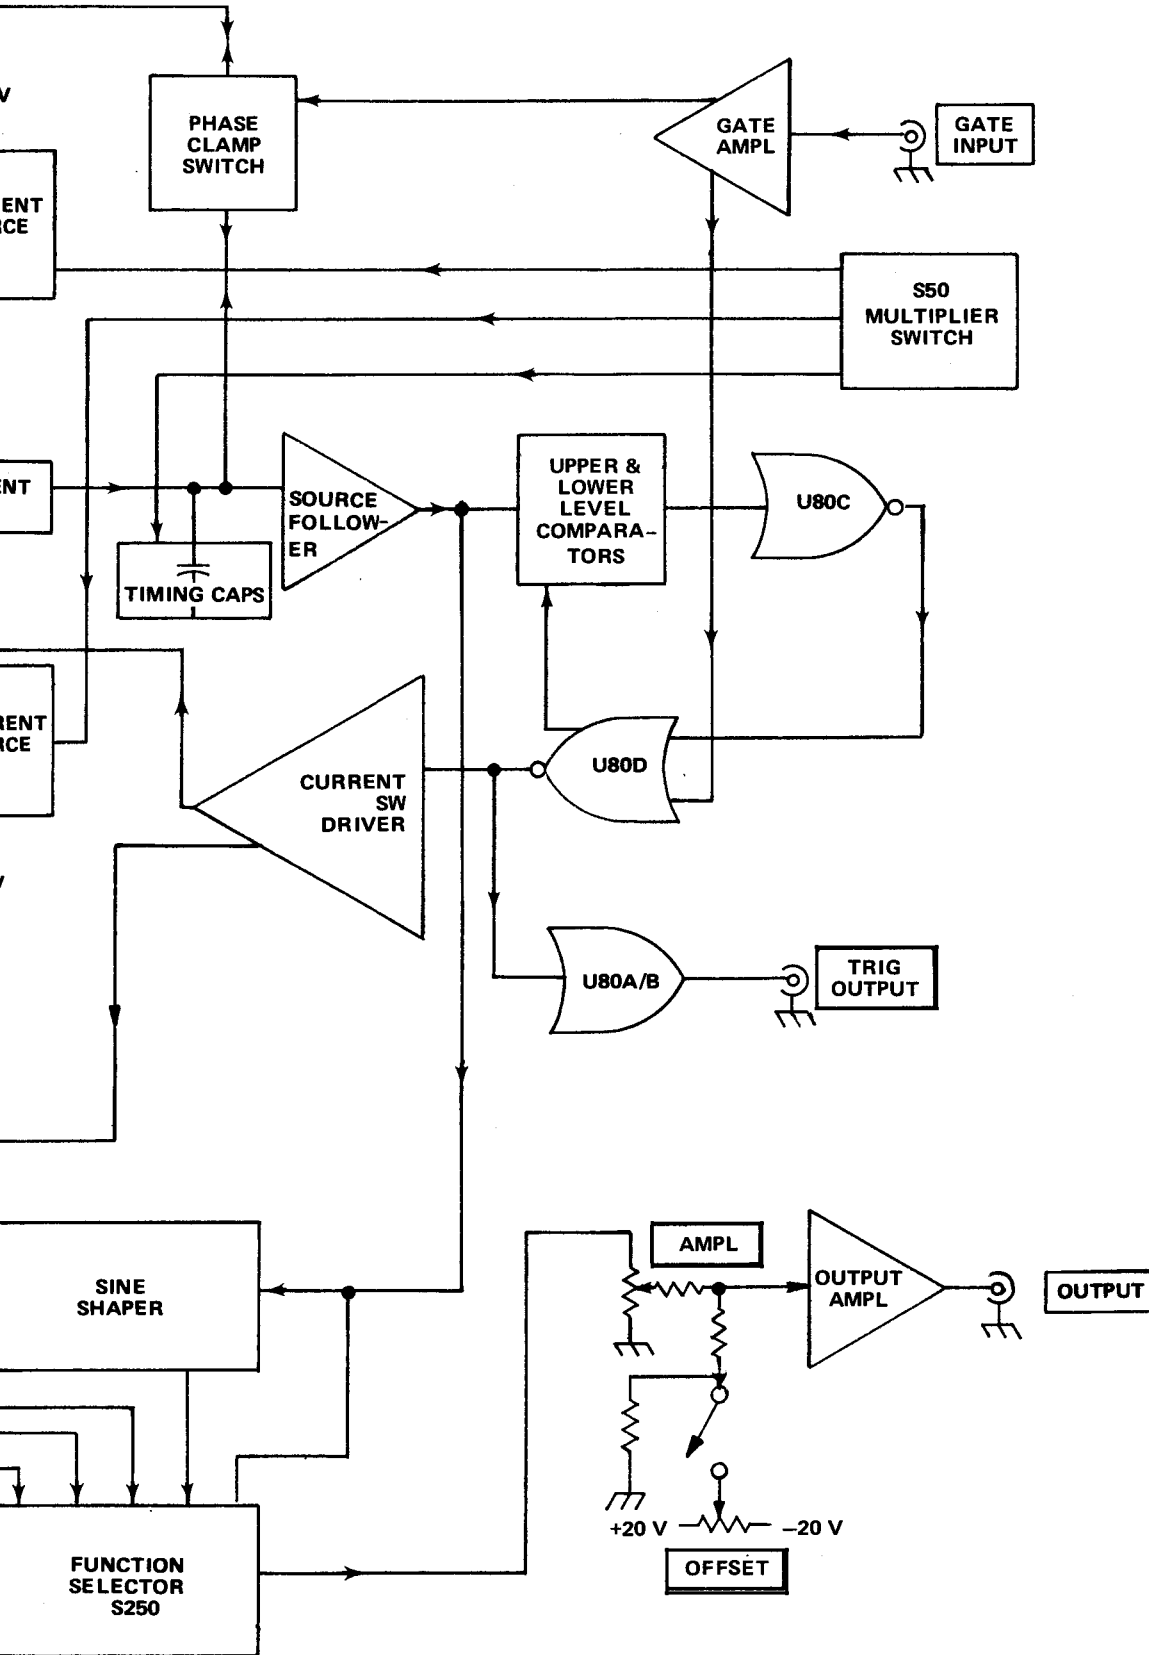 V
PHASE
CLAMP
SWITCH
GATE
AMPL
GATE
INPUT
ENT
RCE
S50
MULTIPLIER
SWITCH
ENT
SOURCE
FOLLOW-
ER
UPPER &
LOWER
LEVEL
COMPARA-
TORS
U80C
TIMING CAPS
RENT
RCE
CURRENT
SW
DRIVER
U80D
V
U80A/B
TRIG
OUTPUT
SINE
SHAPER
AMPL
OUTPUT
AMPL
OUTPUT
+20 V
–20 V
OFFSET
FUNCTION
SELECTOR
S250